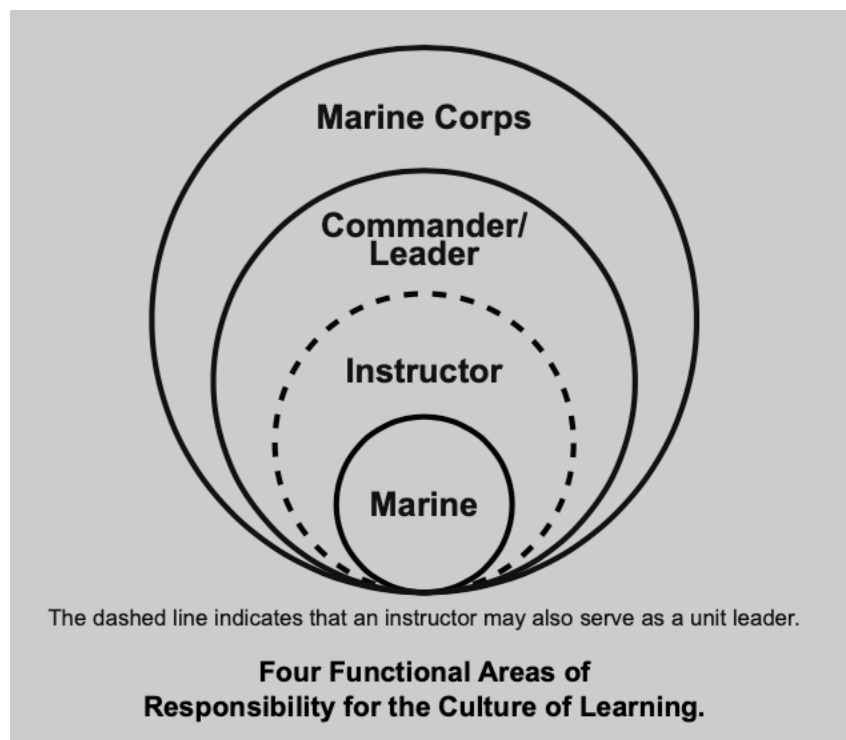 Marine Corps
Commander/
Leader
Instructor
Marine
The dashed line indicates that an instructor may also serve as a unit leader.
Four Functional Areas of
Responsibility for the Culture of Learning.